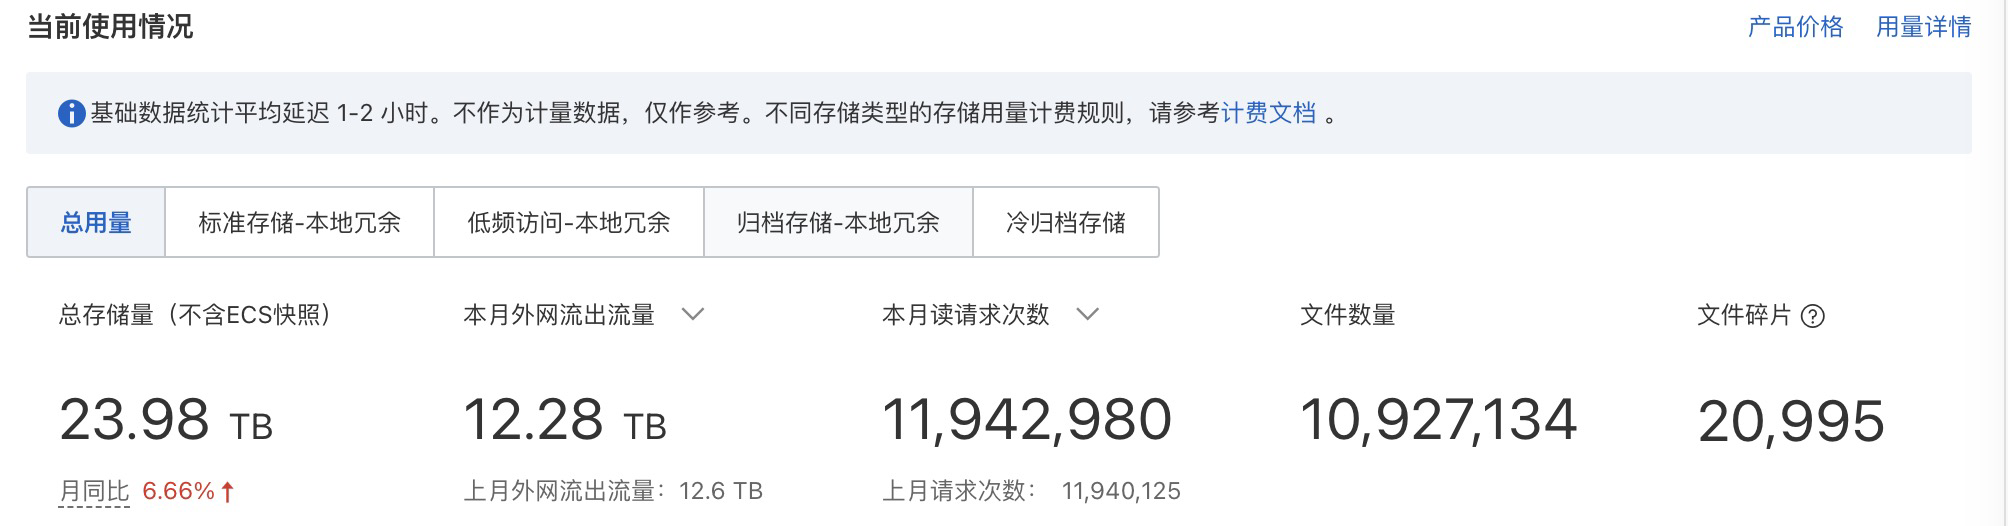 当前使用情况
产品价格 用量详情
基础数据统计平均延迟 1-2 小时。不作为计量数据，仅作参考。不同存储类型的存储用量计费规则，请参考计费文档 。
总用量 标准存储-本地冗余 低频访问-本地冗余 归档存储-本地冗余 冷归档存储
总存储量（不含ECS快照） 本月外网流出流量 本月读请求次数 文件数量 文件碎片 ?
23.98 TB 12.28 TB 11,942,980 10,927,134 20,995
月同比 6.66%↑ 上月外网流出流量：12.6 TB 上月请求次数： 11,940,125